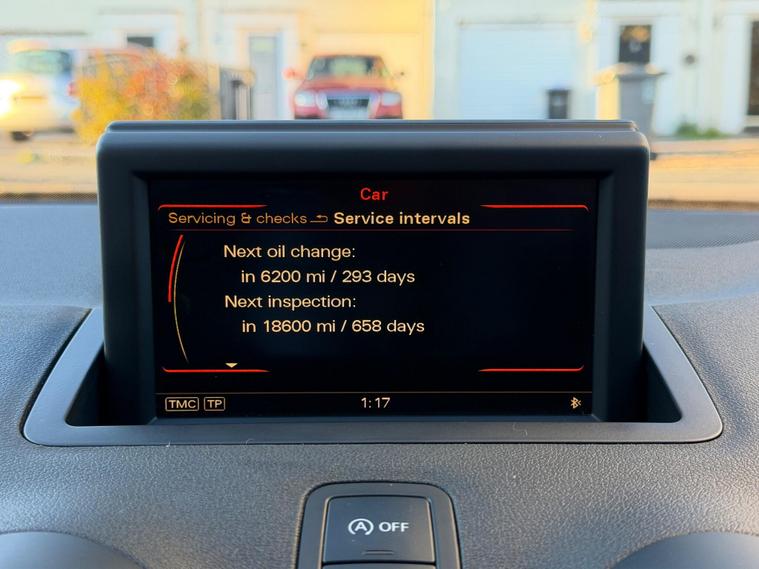 Car
Servicing & checks Service intervals
Next oil change:
in 6200 mi / 293 days
Next inspection:
in 18600 mi / 658 days
TMC TP 1:17
A OFF